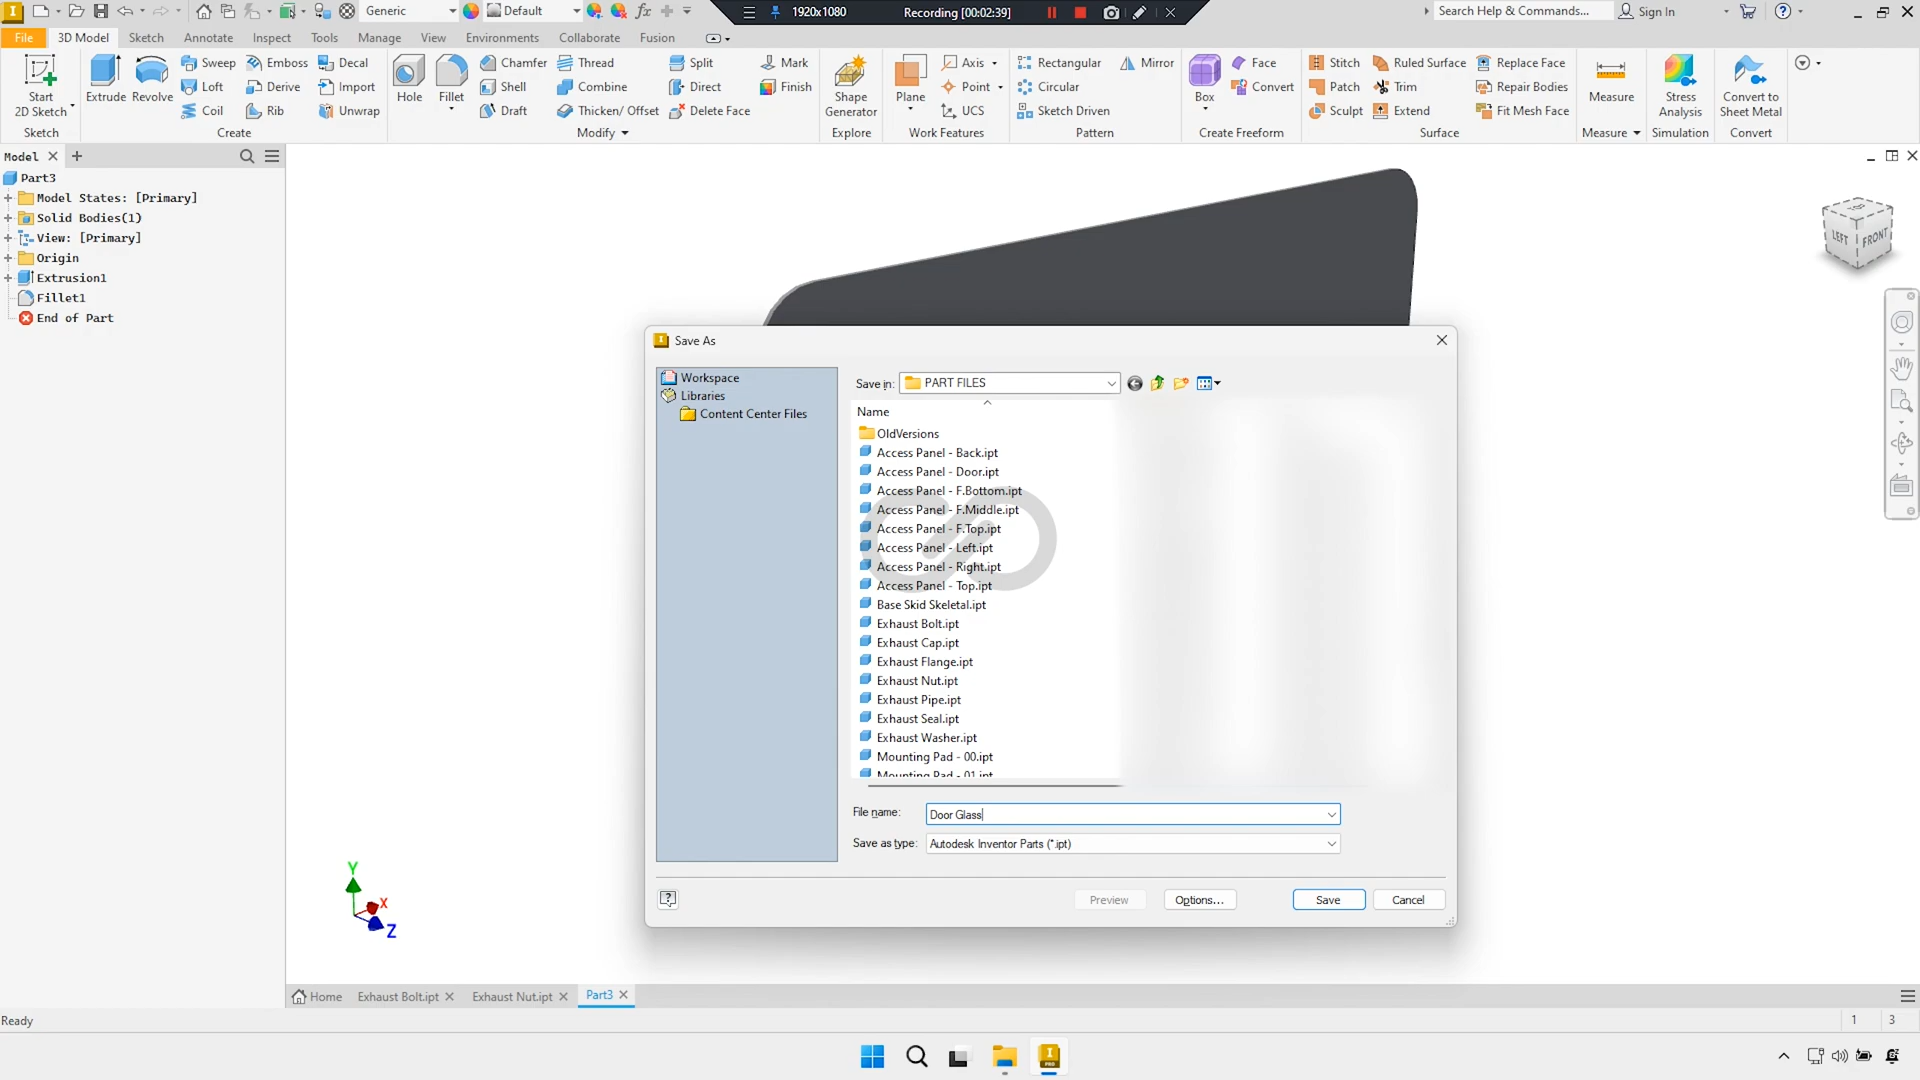 Generic
Default
1920x1080
Recording [00:02:39]
Search Help & Commands...
Sign In
File
3D Model
Sketch
Annotate
Inspect
Tools
Manage
View
Environments
Collaborate
Fusion
Start
2D Sketch
Sketch
Extrude
Revolve
Sweep
Loft
Coil
Emboss
Derive
Rib
Decal
Import
Unwrap
Create
Hole
Fillet
Chamfer
Shell
Draft
Thread
Combine
Thicken/ Offset
Split
Direct
Delete Face
Modify
Mark
Finish
Shape
Generator
Explore
Plane
Axis
Point
UCS
Work Features
Rectangular
Circular
Sketch Driven
Mirror
Pattern
Box
Face
Convert
Create Freeform
Stitch
Patch
Sculpt
Ruled Surface
Trim
Extend
Replace Face
Repair Bodies
Fit Mesh Face
Surface
Measure
Measure
Stress
Analysis
Simulation
Convert to
Sheet Metal
Convert
Model
Part3
Model States: [Primary]
Solid Bodies(1)
View: [Primary]
Origin
Extrusion1
Fillet1
End of Part
LEFT
FRONT
Save As
Workspace
Libraries
Content Center Files
Save in:
PART FILES
Name
OldVersions
Access Panel - Back.ipt
Access Panel - Door.ipt
Access Panel - F.Bottom.ipt
Access Panel - F.Middle.ipt
Access Panel - F.Top.ipt
Access Panel - Left.ipt
Access Panel - Right.ipt
Access Panel - Top.ipt
Base Skid Skeletal.ipt
Exhaust Bolt.ipt
Exhaust Cap.ipt
Exhaust Flange.ipt
Exhaust Nut.ipt
Exhaust Pipe.ipt
Exhaust Seal.ipt
Exhaust Washer.ipt
Mounting Pad - 00.ipt
Mounting Pad - 01.ipt
File name:
Door Glass
Save as type:
Autodesk Inventor Parts (*.ipt)
Preview
Options...
Save
Cancel
Y
X
Z
Home
Exhaust Bolt.ipt
Exhaust Nut.ipt
Part3
Ready
1
3